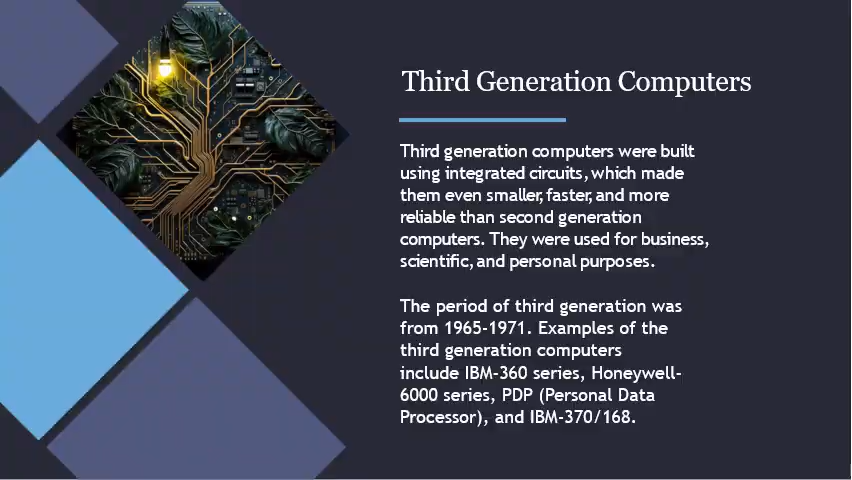 Third Generation Computers
Third generation computers were built
using integrated circuits, which made
them even smaller, faster, and more
reliable than second generation
computers. They were used for business,
scientific, and personal purposes.
The period of third generation was
from 1965-1971. Examples of the
third generation computers
include IBM-360 series, Honeywell-
6000 series, PDP (Personal Data
Processor), and IBM-370/168.